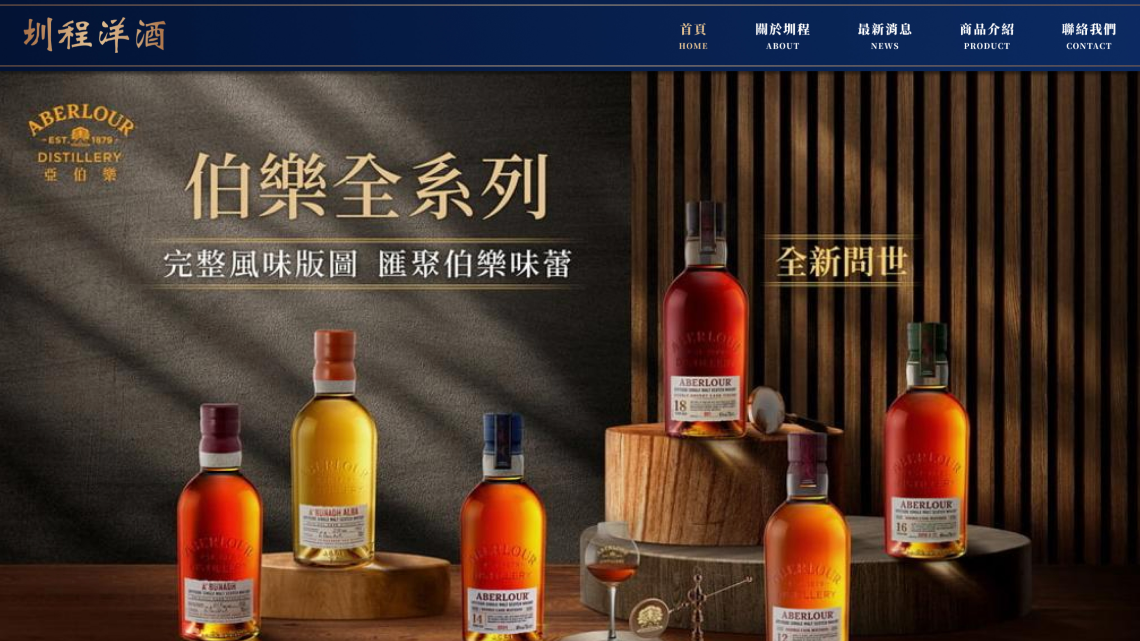 圳程洋酒
首頁
HOME
關於圳程
ABOUT
最新消息
NEWS
商品介紹
PRODUCT
聯絡我們
CONTACT
ABERLOUR
EST. 1879
DISTILLERY
亞伯樂
伯樂全系列
完整風味版圖 匯聚伯樂味蕾
全新問世
ABERLOUR
18
A'BUNADH ALBA
ABERLOUR
16
A'BUNADH
ABERLOUR
14
ABERLOUR
12